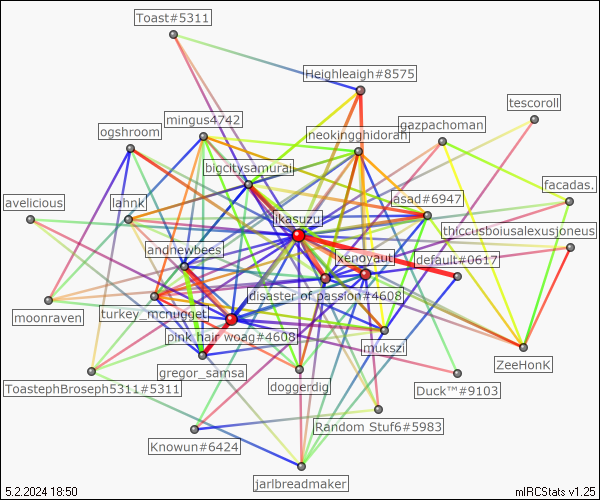 Toast#5311
Heighleaigh#8575
tescoroll
mingus4742
gazpachoman
ogshroom
neokingghidorah
bigcitysamurai
facadas.
avelicious
lahnk
jasad#6947
ikasuzu
thiccusboiusalexusjoneus
andnewbees
xenoyaut
default#0617
disaster of passion#4608
moonraven
turkey_mcnugget
pink hair woag#4608
mukszi
ZeeHonK
gregor_samsa
ToastephBroseph5311#5311
doggerdig
Duck™#9103
Random Stuf6#5983
Knowun#6424
jarlbreadmaker
5.2.2024 18:50
mIRCStats v1.25